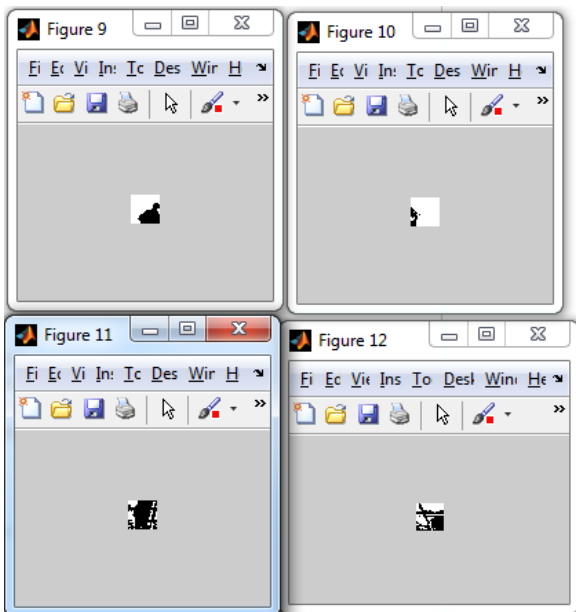 Figure 9
Fi Ec Vi In: Tc Des Wir H
Figure 10
Fi Ec Vi In: Tc Des Wir H
Figure 11
Fi Ec Vi In: Tc Des Wir H
Figure 12
Fi Ec Vie Ins To Desl Win He